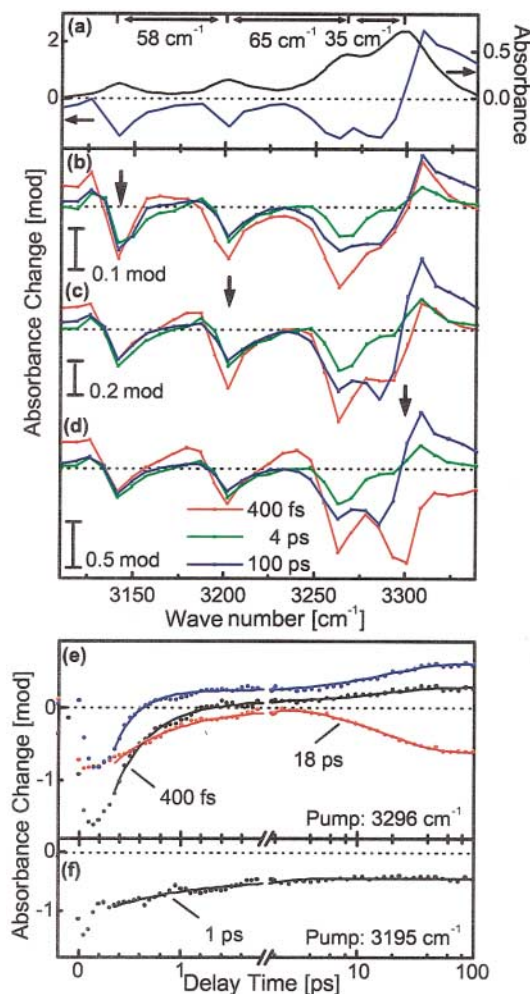 (a)
58 cm⁻¹ 65 cm⁻¹ 35 cm⁻¹
2
0
0.5
0.0
Absorbance
(b)
0.1 mod
(c)
0.2 mod
(d)
0.5 mod
Absorbance Change [mod]
400 fs
4 ps
100 ps
3150 3200 3250 3300
Wave number [cm⁻¹]
(e)
0
-1
400 fs
18 ps
Pump: 3296 cm⁻¹
(f)
0
-1
1 ps
Pump: 3195 cm⁻¹
Absorbance Change [mod]
0 1 10 100
Delay Time [ps]